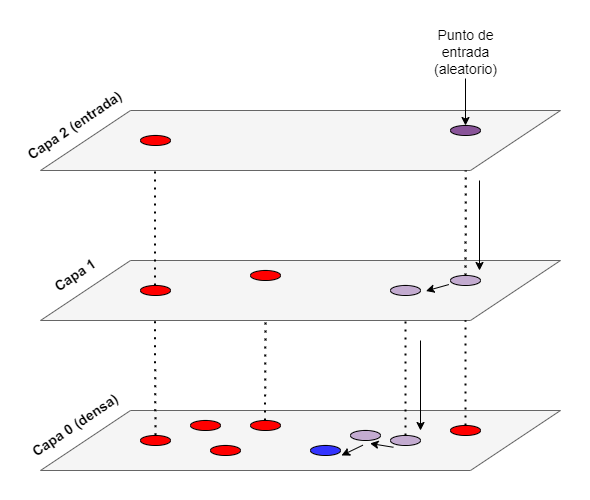 Punto de
entrada
(aleatorio)
Capa 2 (entrada)
Capa 1
Capa 0 (densa)